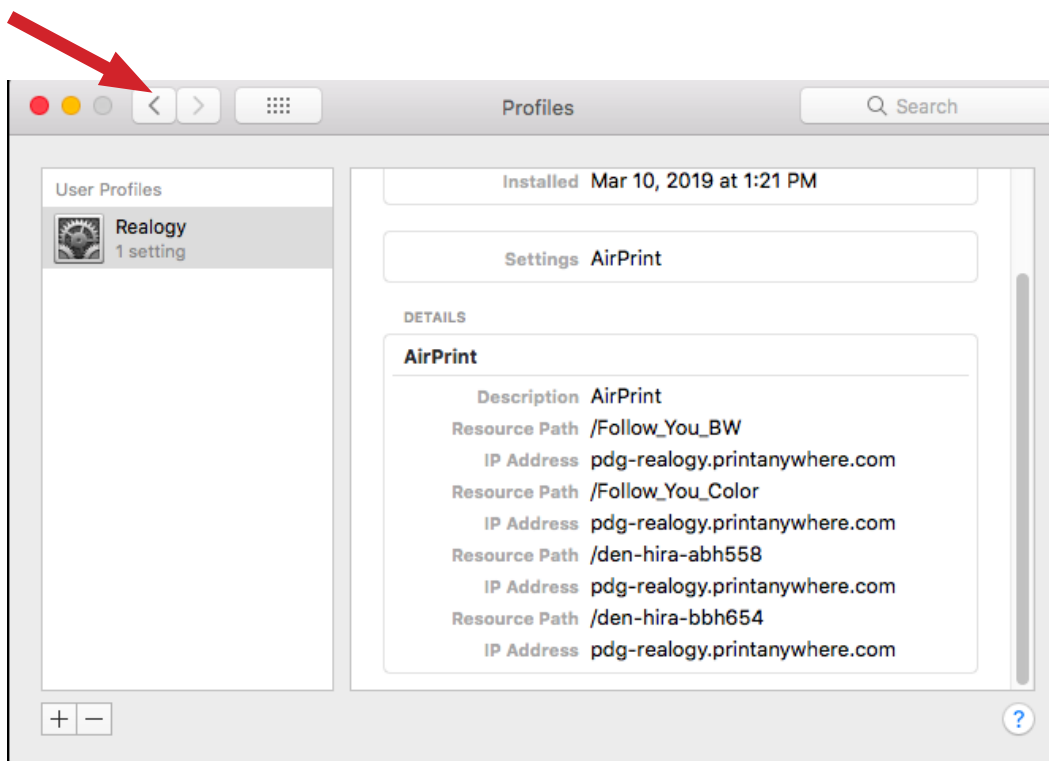 Profiles
Search
User Profiles
Realogy
1 setting
Installed Mar 10, 2019 at 1:21 PM
Settings AirPrint
DETAILS
AirPrint
Description AirPrint
Resource Path /Follow_You_BW
IP Address pdg-realogy.printanywhere.com
Resource Path /Follow_You_Color
IP Address pdg-realogy.printanywhere.com
Resource Path /den-hira-abh558
IP Address pdg-realogy.printanywhere.com
Resource Path /den-hira-bbh654
IP Address pdg-realogy.printanywhere.com
+ −
?